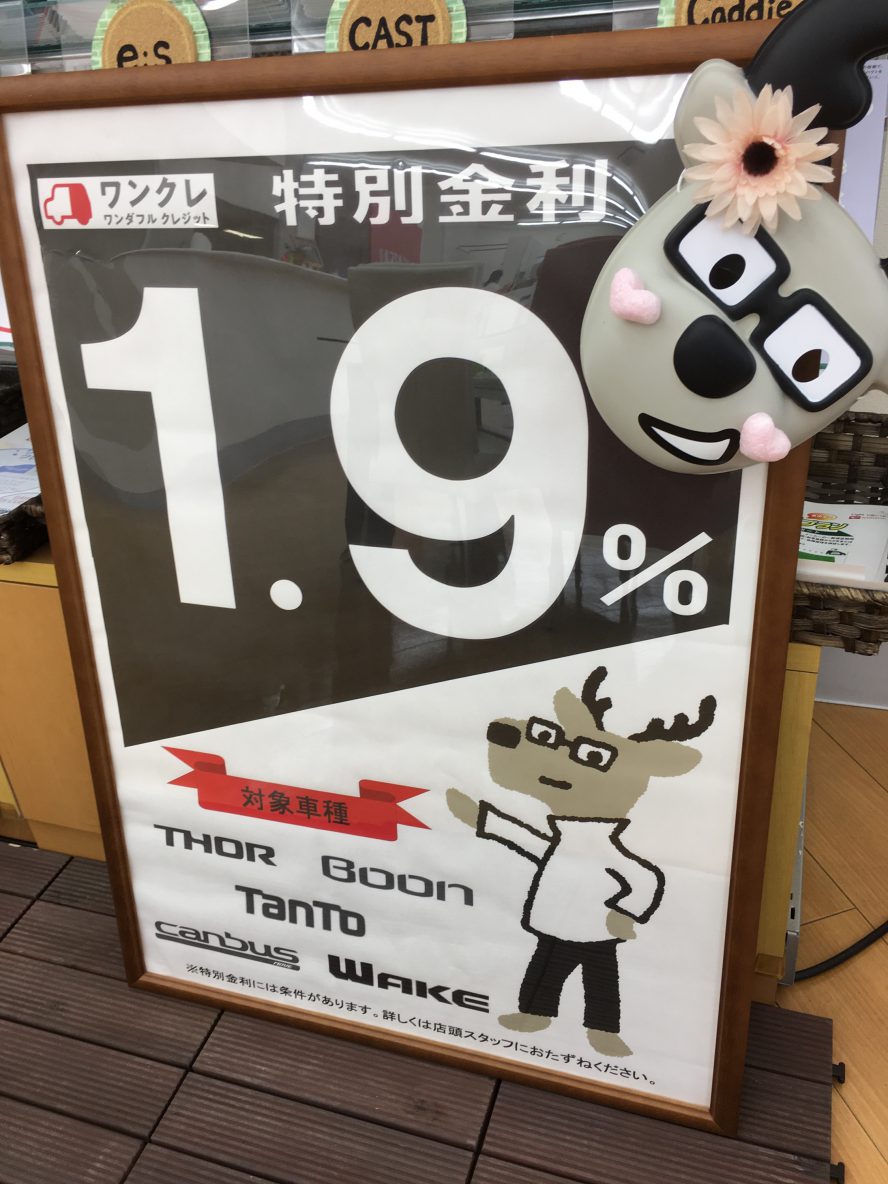 e:s
CAST
Caddie
ワンクレ
ワンダフル クレジット
特別金利
1.9%
対象車種
THOR
Boon
TanTo
canbus
WAKE
※特別金利には条件があります。詳しくは店頭スタッフにおたずねください。